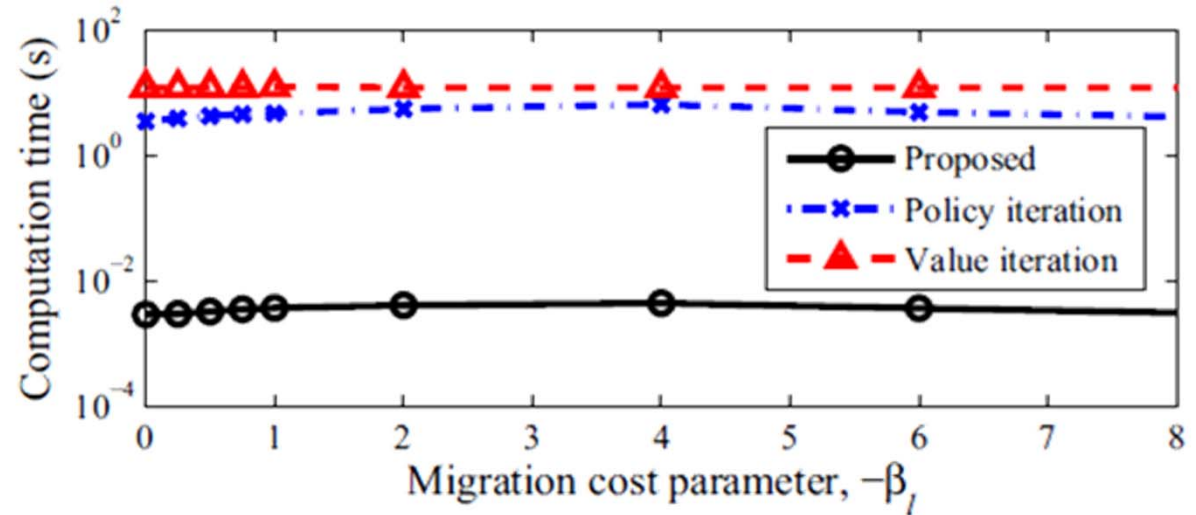 Computation time (s)
10^2
10^0
10^−2
10^−4
Proposed
Policy iteration
Value iteration
0 1 2 3 4 5 6 7 8
Migration cost parameter, −β_l